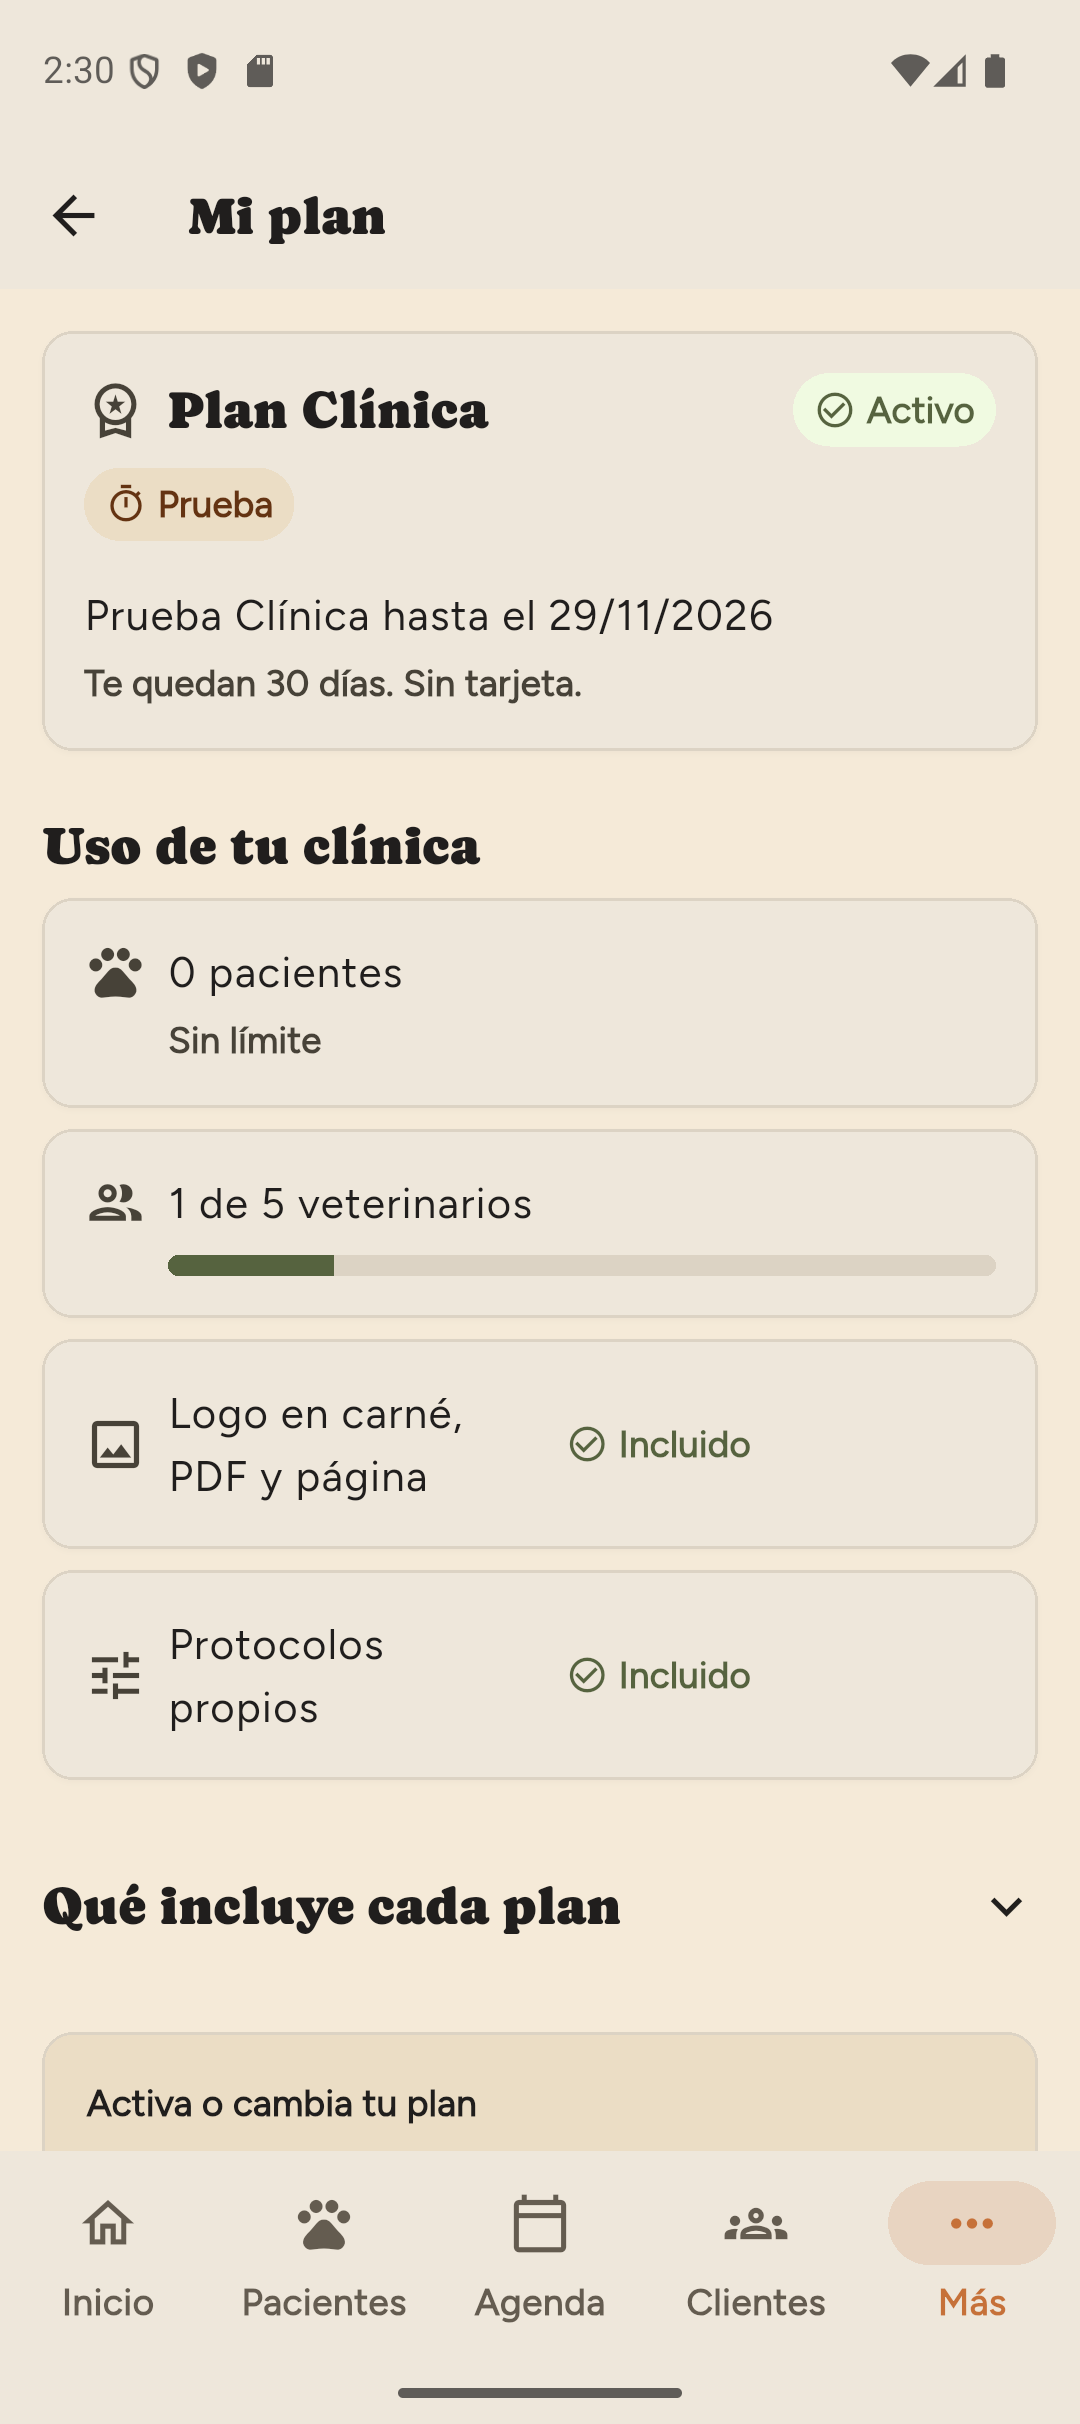 2:30
Mi plan
Plan Clínica
Activo
Prueba
Prueba Clínica hasta el 29/11/2026
Te quedan 30 días. Sin tarjeta.
Uso de tu clínica
0 pacientes
Sin límite
1 de 5 veterinarios
Logo en carné,
PDF y página
Incluido
Protocolos
propios
Incluido
Qué incluye cada plan
Activa o cambia tu plan
Inicio
Pacientes
Agenda
Clientes
Más